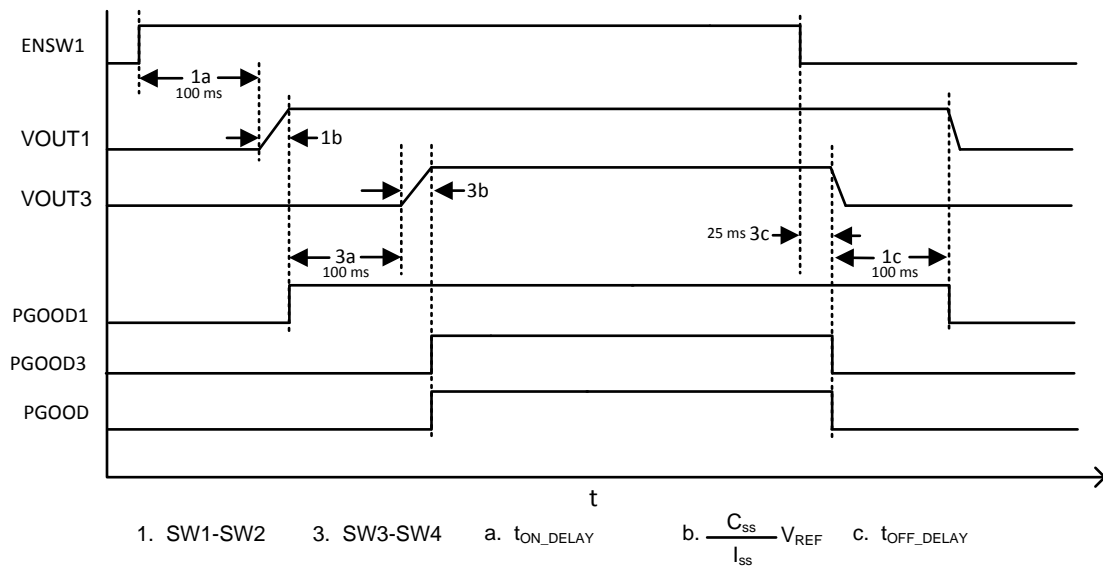 ENSW1
1a
100 ms
VOUT1
1b
VOUT3
3b
25 ms 3c
3a
100 ms
1c
100 ms
PGOOD1
PGOOD3
PGOOD
t
1. SW1-SW2 3. SW3-SW4 a. tON_DELAY b. Css / Iss VREF c. tOFF_DELAY